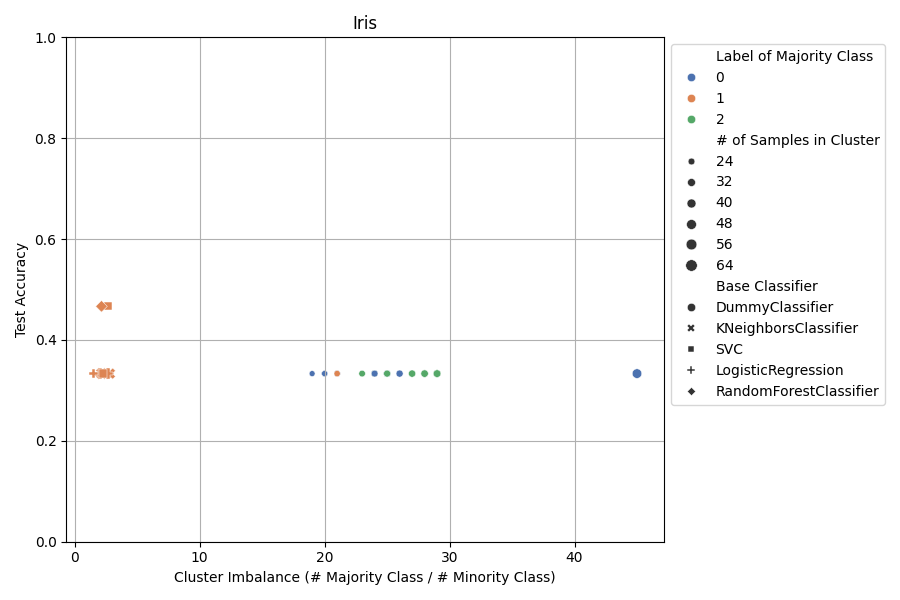 Iris
1.0
0.8
0.6
0.4
0.2
0.0
Test Accuracy
0
10
20
30
40
Cluster Imbalance (# Majority Class / # Minority Class)
Label of Majority Class
0
1
2
# of Samples in Cluster
24
32
40
48
56
64
Base Classifier
DummyClassifier
KNeighborsClassifier
SVC
LogisticRegression
RandomForestClassifier